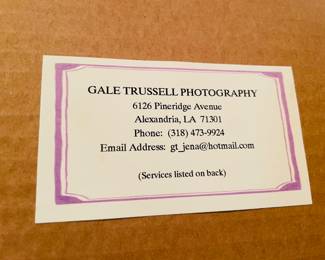 GALE TRUSSELL PHOTOGRAPHY
6126 Pineridge Avenue
Alexandria, LA 71301
Phone: (318) 473-9924
Email Address: gt_jena@hotmail.com
(Services listed on back)